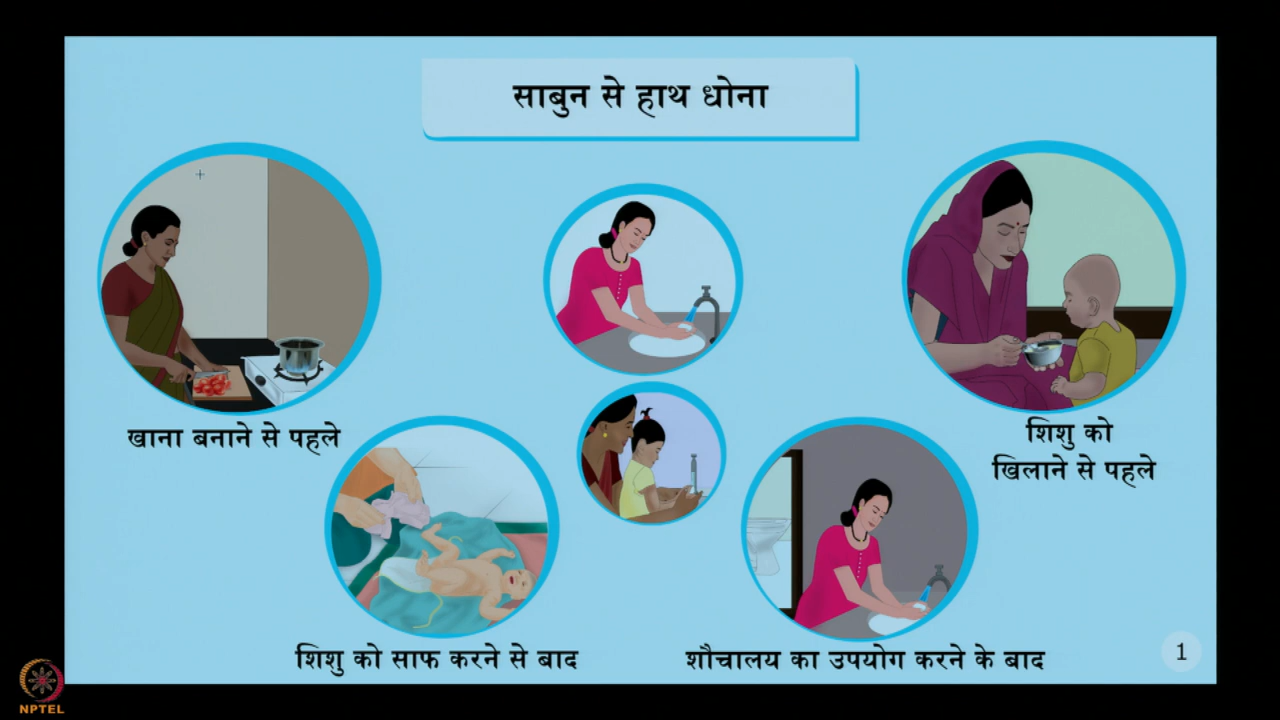 साबुन से हाथ धोना
खाना बनाने से पहले
शिशु को
खिलाने से पहले
शिशु को साफ करने से बाद
शौचालय का उपयोग करने के बाद
1
NPTEL